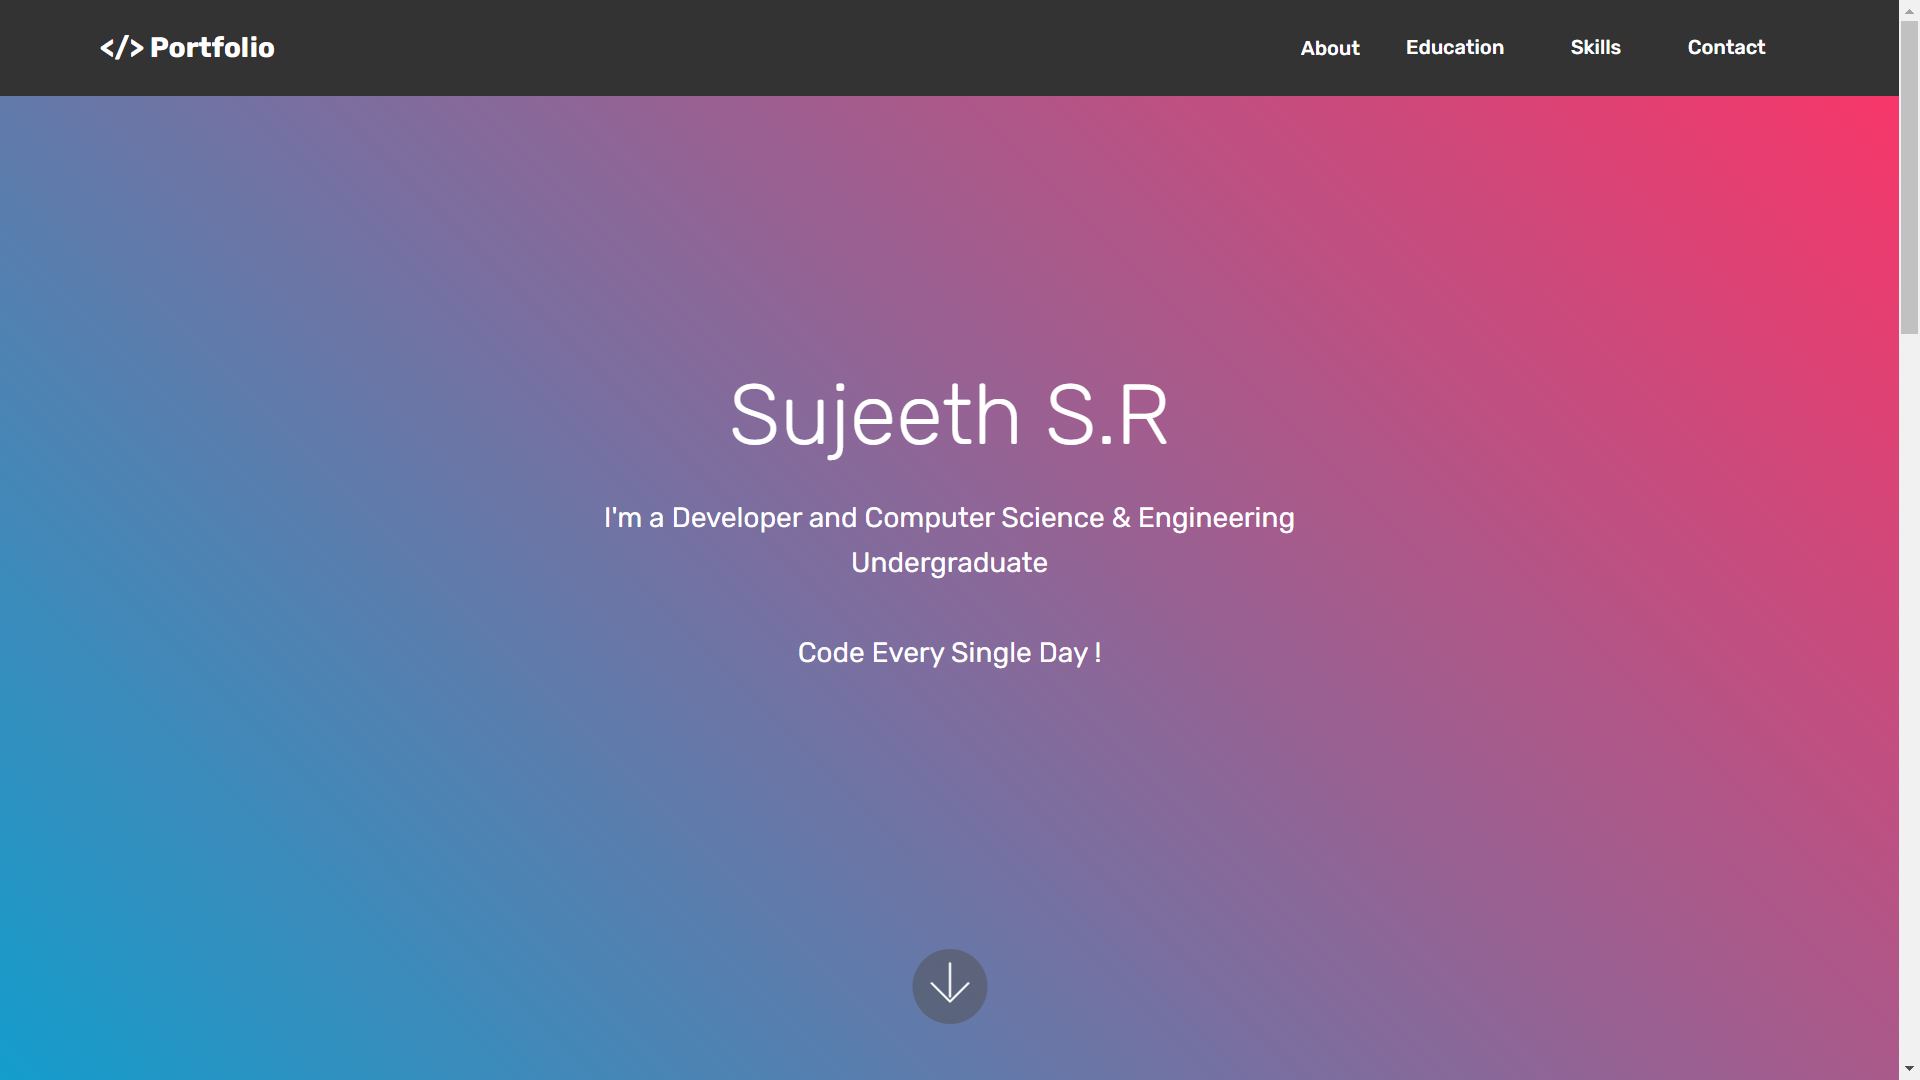 </> Portfolio
About
Education
Skills
Contact
Sujeeth S.R
I'm a Developer and Computer Science & Engineering
Undergraduate
Code Every Single Day !